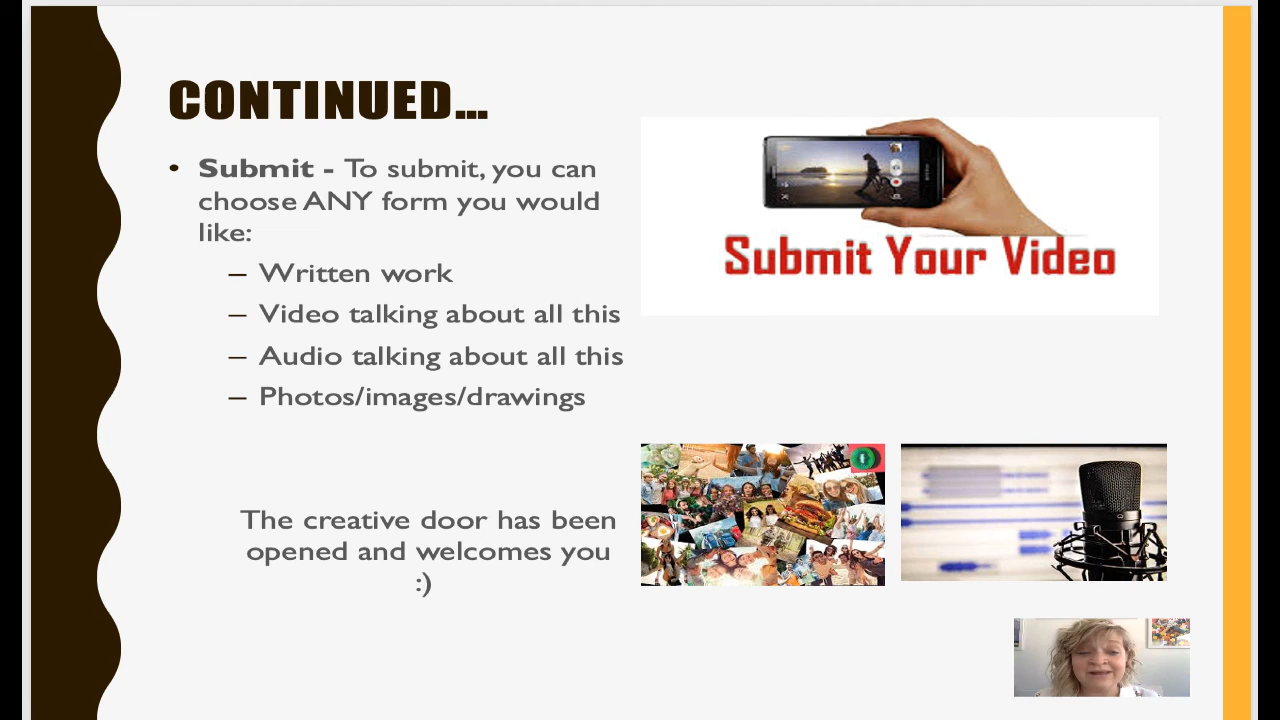 CONTINUED...
• Submit - To submit, you can
choose ANY form you would
like:
– Written work
– Video talking about all this
– Audio talking about all this
– Photos/images/drawings
The creative door has been
opened and welcomes you
:)
Submit Your Video